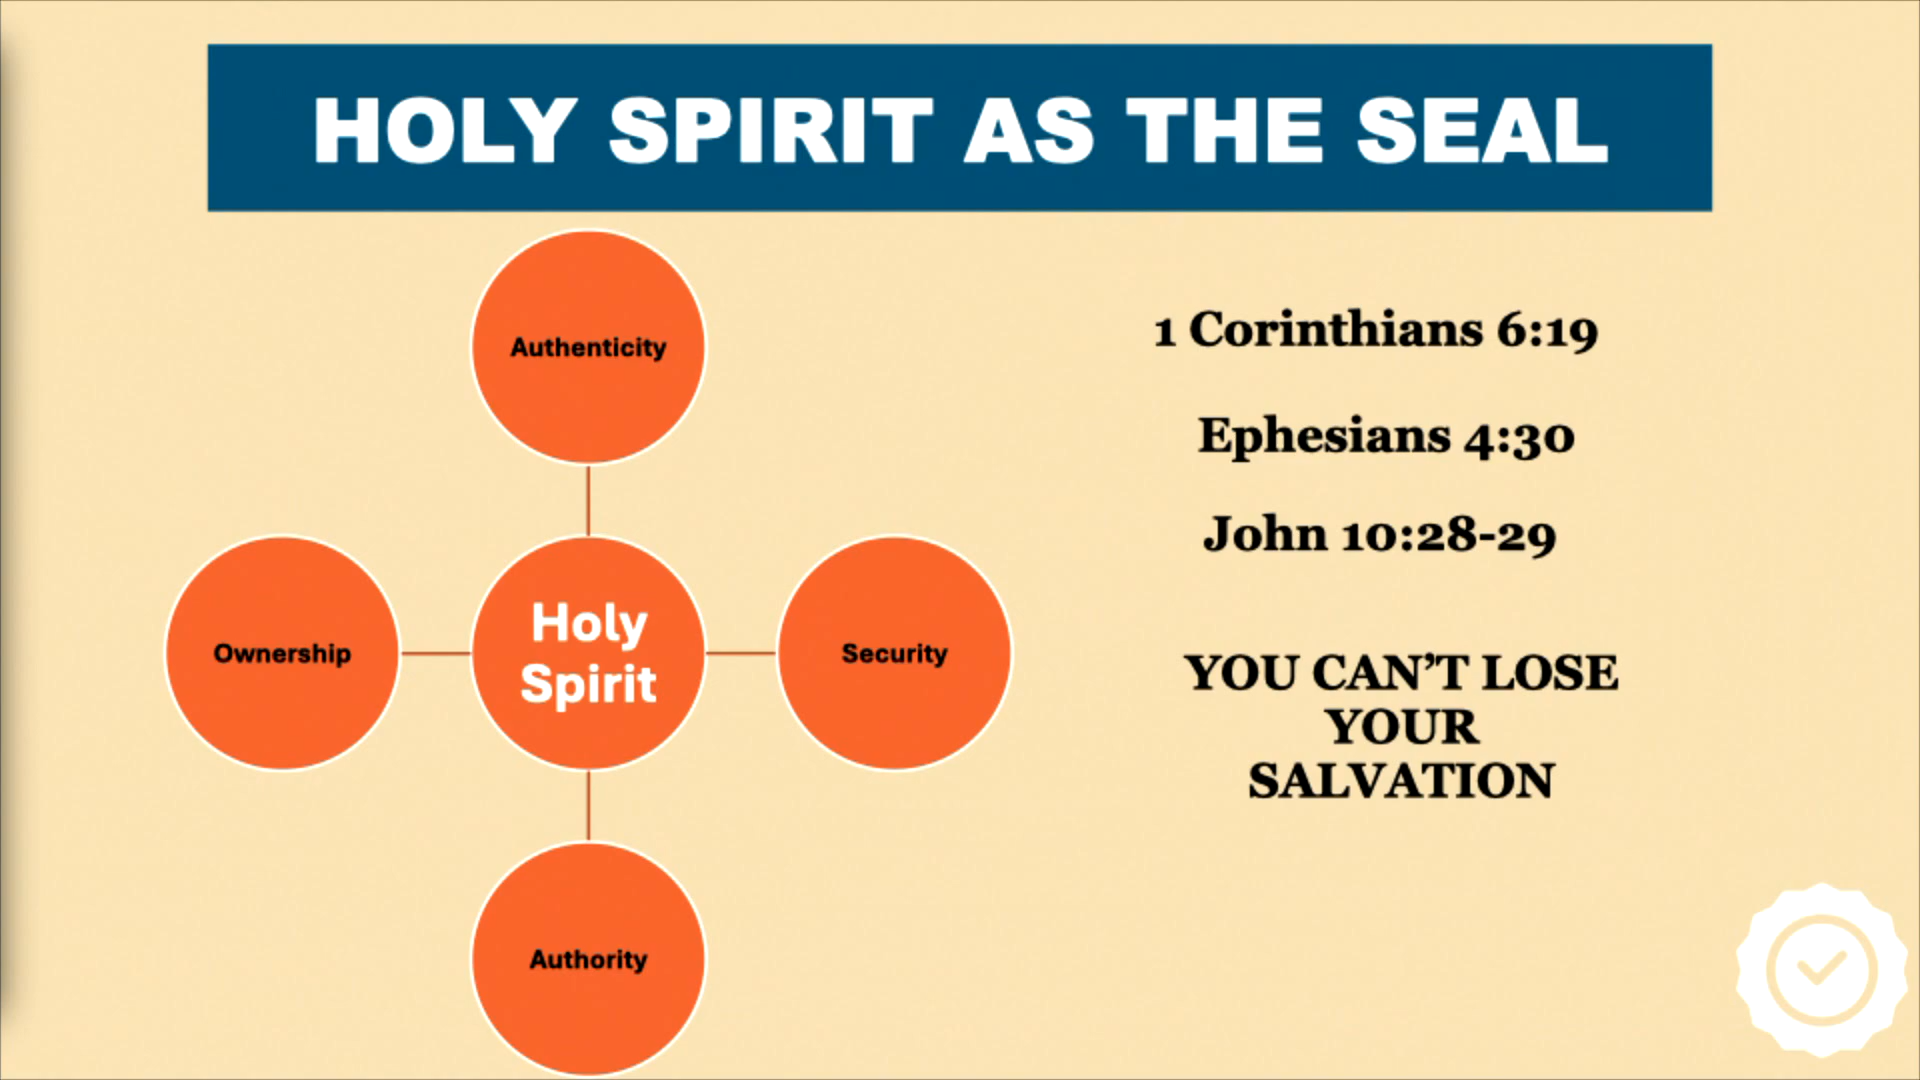 HOLY SPIRIT AS THE SEAL
Authenticity
Ownership
Holy
Spirit
Security
Authority
1 Corinthians 6:19
Ephesians 4:30
John 10:28-29
YOU CAN’T LOSE
YOUR
SALVATION